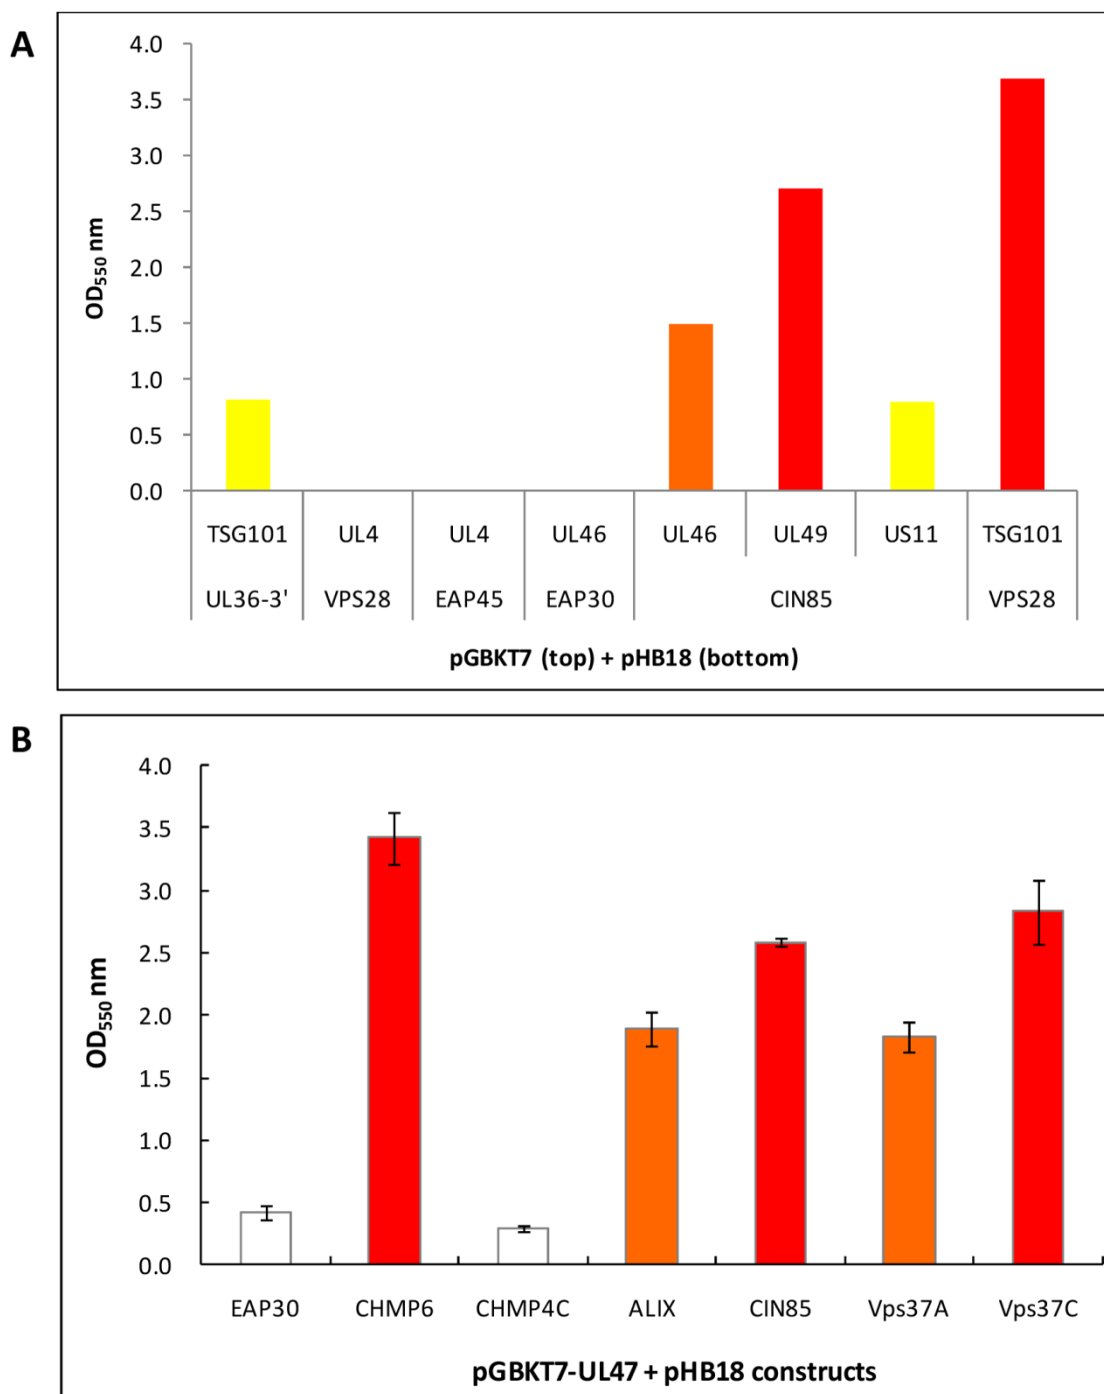 A
4.0
3.5
3.0
2.5
2.0
1.5
1.0
0.5
0.0
OD550 nm
TSG101 UL4 UL4 UL46 UL46 UL49 US11 TSG101
UL36-3' VPS28 EAP45 EAP30 CIN85 VPS28
pGBKT7 (top) + pHB18 (bottom)
B
4.0
3.5
3.0
2.5
2.0
1.5
1.0
0.5
0.0
OD550 nm
EAP30 CHMP6 CHMP4C ALIX CIN85 Vps37A Vps37C
pGBKT7-UL47 + pHB18 constructs